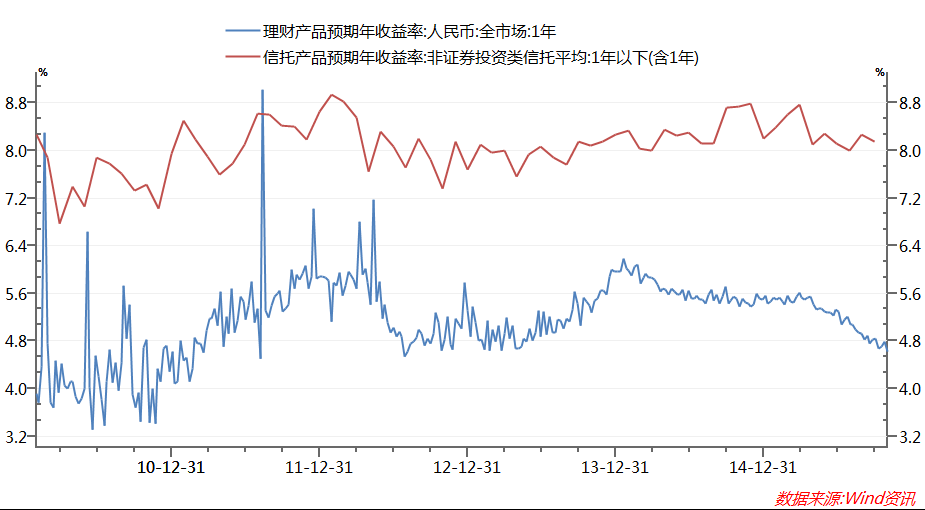 理财产品预期年收益率:人民币:全市场:1年
信托产品预期年收益率:非证券投资类信托平均:1年以下(含1年)
% %
8.8 8.8
8.0 8.0
7.2 7.2
6.4 6.4
5.6 5.6
4.8 4.8
4.0 4.0
3.2 3.2
10-12-31 11-12-31 12-12-31 13-12-31 14-12-31
数据来源:Wind资讯